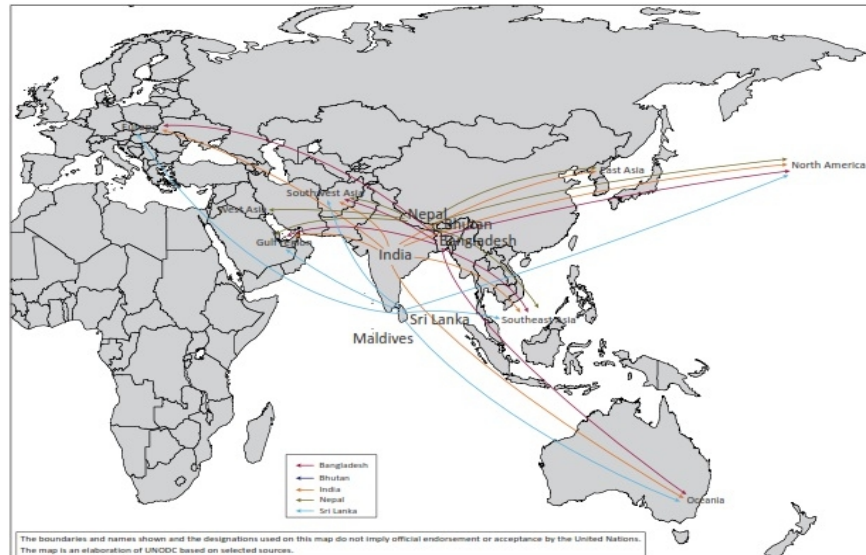 Europe
East Asia
North America
Southwest Asia
West Asia
Nepal
Bhutan
Bangladesh
Gulf
India
Sri Lanka
Southeast Asia
Maldives
Oceania
Bangladesh
Bhutan
India
Nepal
Sri Lanka
The boundaries and names shown and the designations used on this map do not imply official endorsement or acceptance by the United Nations.
The map is an elaboration of UNODC based on selected sources.